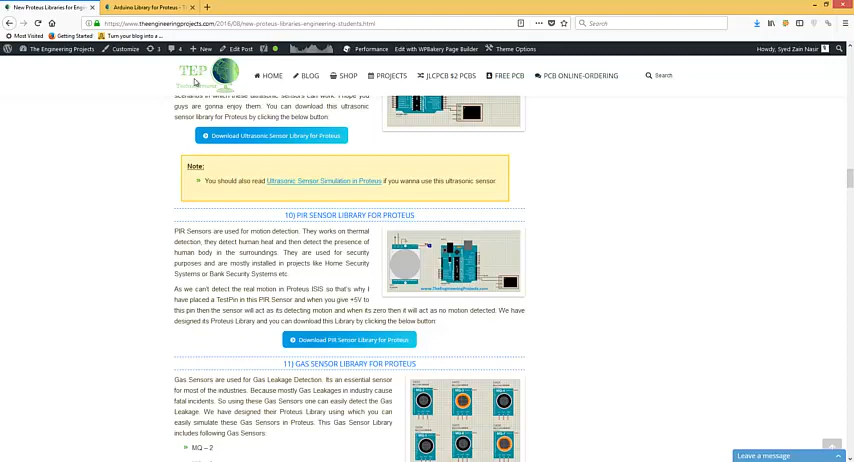 New Proteus Libraries for Engine
Arduino Library for Proteus - T
https://www.theengineeringprojects.com/2016/08/new-proteus-libraries-engineering-students.html
Search
Most Visited Getting Started Turn your blog into a ...
The Engineering Projects Customize 3 4 New Edit Post Performance Edit with WPBakery Page Builder Theme Options Howdy, Syed Zain Nasir
TEP
HOME BLOG SHOP PROJECTS JLCPCB $2 PCBS FREE PCB PCB ONLINE-ORDERING Search
scenarios in which these ultrasonic sensors can work. I hope you
guys are gonna enjoy them. You can download this ultrasonic
sensor library for Proteus by clicking the below button:
Download Ultrasonic Sensor Library for Proteus
Note:
You should also read Ultrasonic Sensor Simulation in Proteus if you wanna use this ultrasonic sensor
10) PIR SENSOR LIBRARY FOR PROTEUS
PIR Sensors are used for motion detection. They works on thermal
detection, they detect human heat and then detect the presence of
human body in the surroundings. They are used for security
purposes and are mostly installed in projects like Home Security
Systems or Bank Security Systems etc.
www.TheEngineeringProjects.com
As we can't detect the real motion in Proteus ISIS so that's why I
have placed a TestPin in this PIR Sensor and when you give +5V to
this pin then the sensor will act as its detecting motion and when its zero then it will act as no motion detected. We have
designed its Proteus Library and you can download this Library by clicking the below button:
Download PIR Sensor Library for Proteus
11) GAS SENSOR LIBRARY FOR PROTEUS
Gas Sensors are used for Gas Leakage Detection. Its an essential sensor
for most of the industries. Because mostly Gas Leakages in industry cause
fatal incidents. So using these Gas Sensors one can easily detect the Gas
Leakage. We have designed their Proteus Library using which you can
easily simulate these Gas Sensors in Proteus. This Gas Sensor Library
includes following Gas Sensors:
MQ – 2
Leave a message